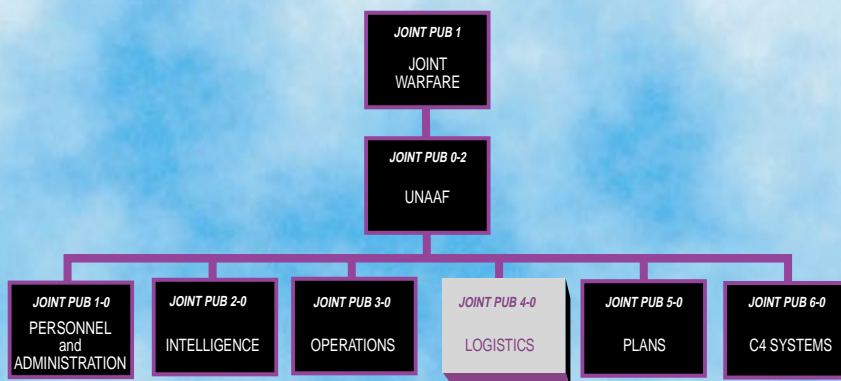 JOINT PUB 1
JOINT
WARFARE
JOINT PUB 0-2
UNAAF
JOINT PUB 1-0
PERSONNEL
and
ADMINISTRATION
JOINT PUB 2-0
INTELLIGENCE
JOINT PUB 3-0
OPERATIONS
JOINT PUB 4-0
LOGISTICS
JOINT PUB 5-0
PLANS
JOINT PUB 6-0
C4 SYSTEMS